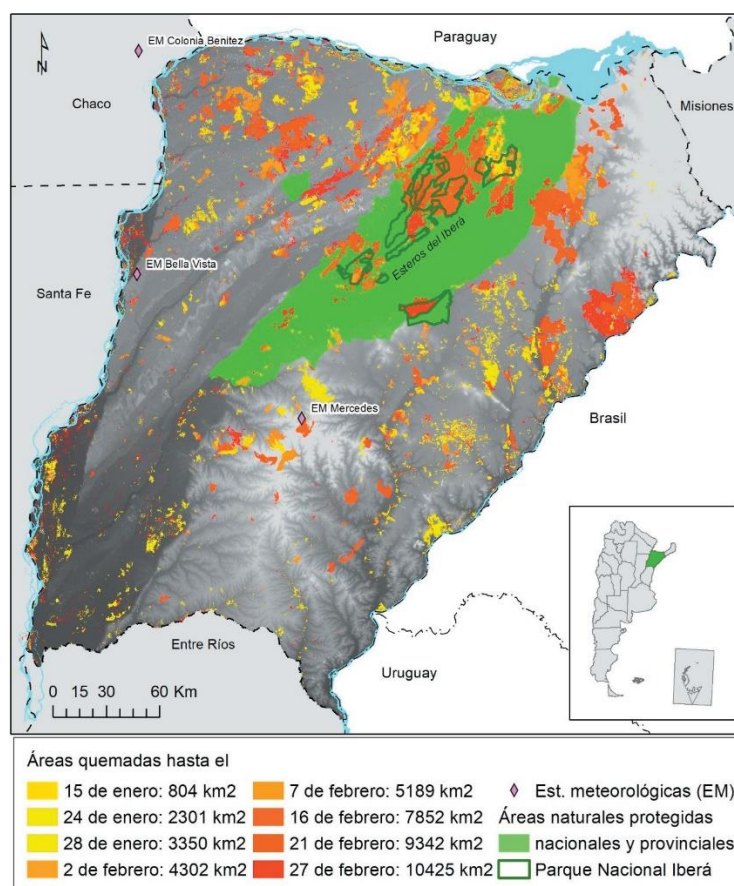 N
EM Colonia Benitez
Paraguay
Chaco
Misiones
Esteros del Iberá
EM Bella Vista
Santa Fe
EM Mercedes
Brasil
Entre Ríos
0 15 30 60 Km
Uruguay
Áreas quemadas hasta el
15 de enero: 804 km2
24 de enero: 2301 km2
28 de enero: 3350 km2
2 de febrero: 4302 km2
7 de febrero: 5189 km2
16 de febrero: 7852 km2
21 de febrero: 9342 km2
27 de febrero: 10425 km2
Est. meteorológicas (EM)
Áreas naturales protegidas
nacionales y provinciales
Parque Nacional Iberá